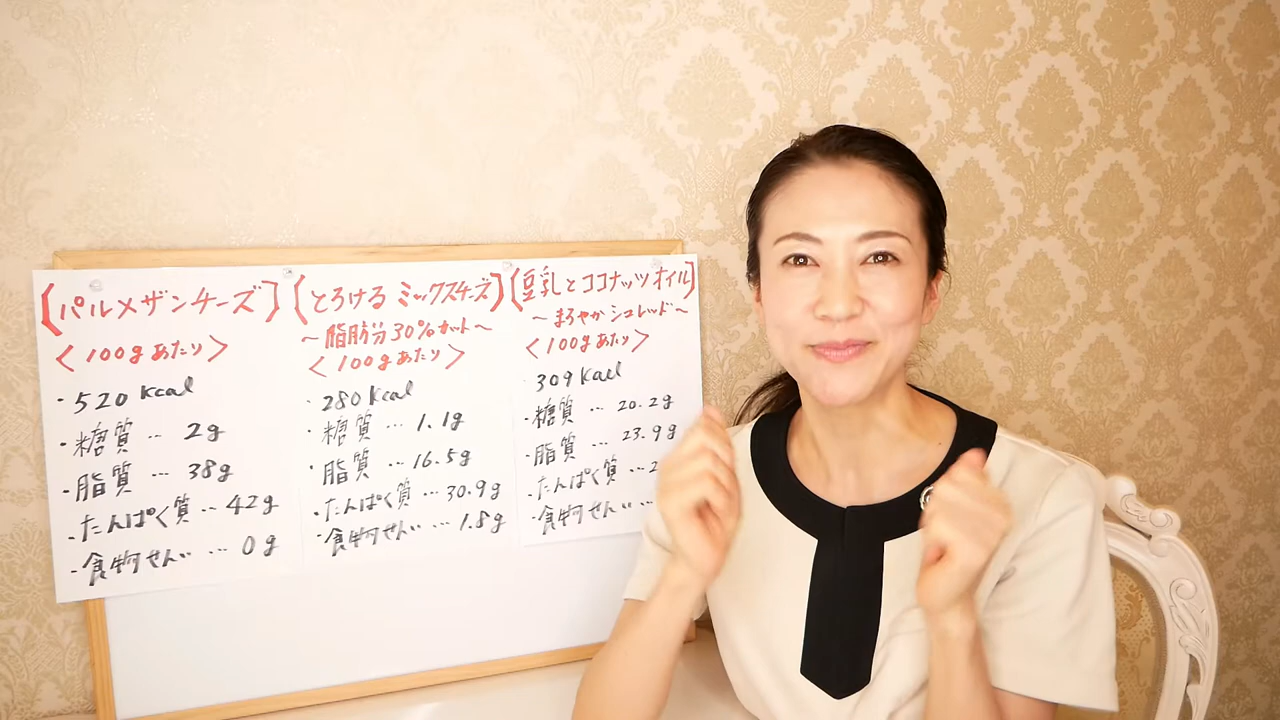 【パルメザンチーズ】
〈100gあたり〉
・520kcal
・糖質…2g
・脂質…38g
・たんぱく質…42g
・食物せんい…0g
【とろけるミックスチーズ】
〜脂肪分30%カット〜
〈100gあたり〉
・280kcal
・糖質…1.1g
・脂質…16.5g
・たんぱく質…30.9g
・食物せんい…1.8g
【豆乳とココナッツオイル】
〜まろやかシュレッド〜
〈100gあたり〉
・309kcal
・糖質…20.2g
・脂質…23.9g
・たんぱく質…2
・食物せんい…